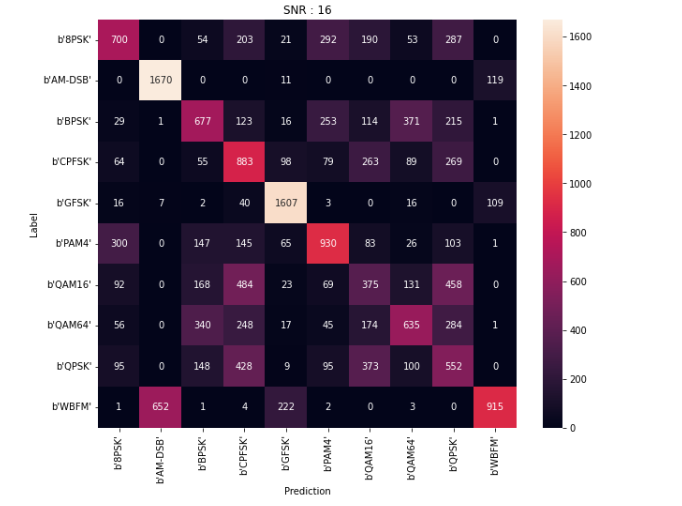 SNR : 16
b'8PSK' 700 0 54 203 21 292 190 53 287 0
b'AM-DSB' 0 1670 0 0 11 0 0 0 0 119
b'BPSK' 29 1 677 123 16 253 114 371 215 1
b'CPFSK' 64 0 55 883 98 79 263 89 269 0
b'GFSK' 16 7 2 40 1607 3 0 16 0 109
b'PAM4' 300 0 147 145 65 930 83 26 103 1
b'QAM16' 92 0 168 484 23 69 375 131 458 0
b'QAM64' 56 0 340 248 17 45 174 635 284 1
b'QPSK' 95 0 148 428 9 95 373 100 552 0
b'WBFM' 1 652 1 4 222 2 0 3 0 915
Label
b'8PSK' b'AM-DSB' b'BPSK' b'CPFSK' b'GFSK' b'PAM4' b'QAM16' b'QAM64' b'QPSK' b'WBFM'
Prediction
1600
1400
1200
1000
800
600
400
200
0